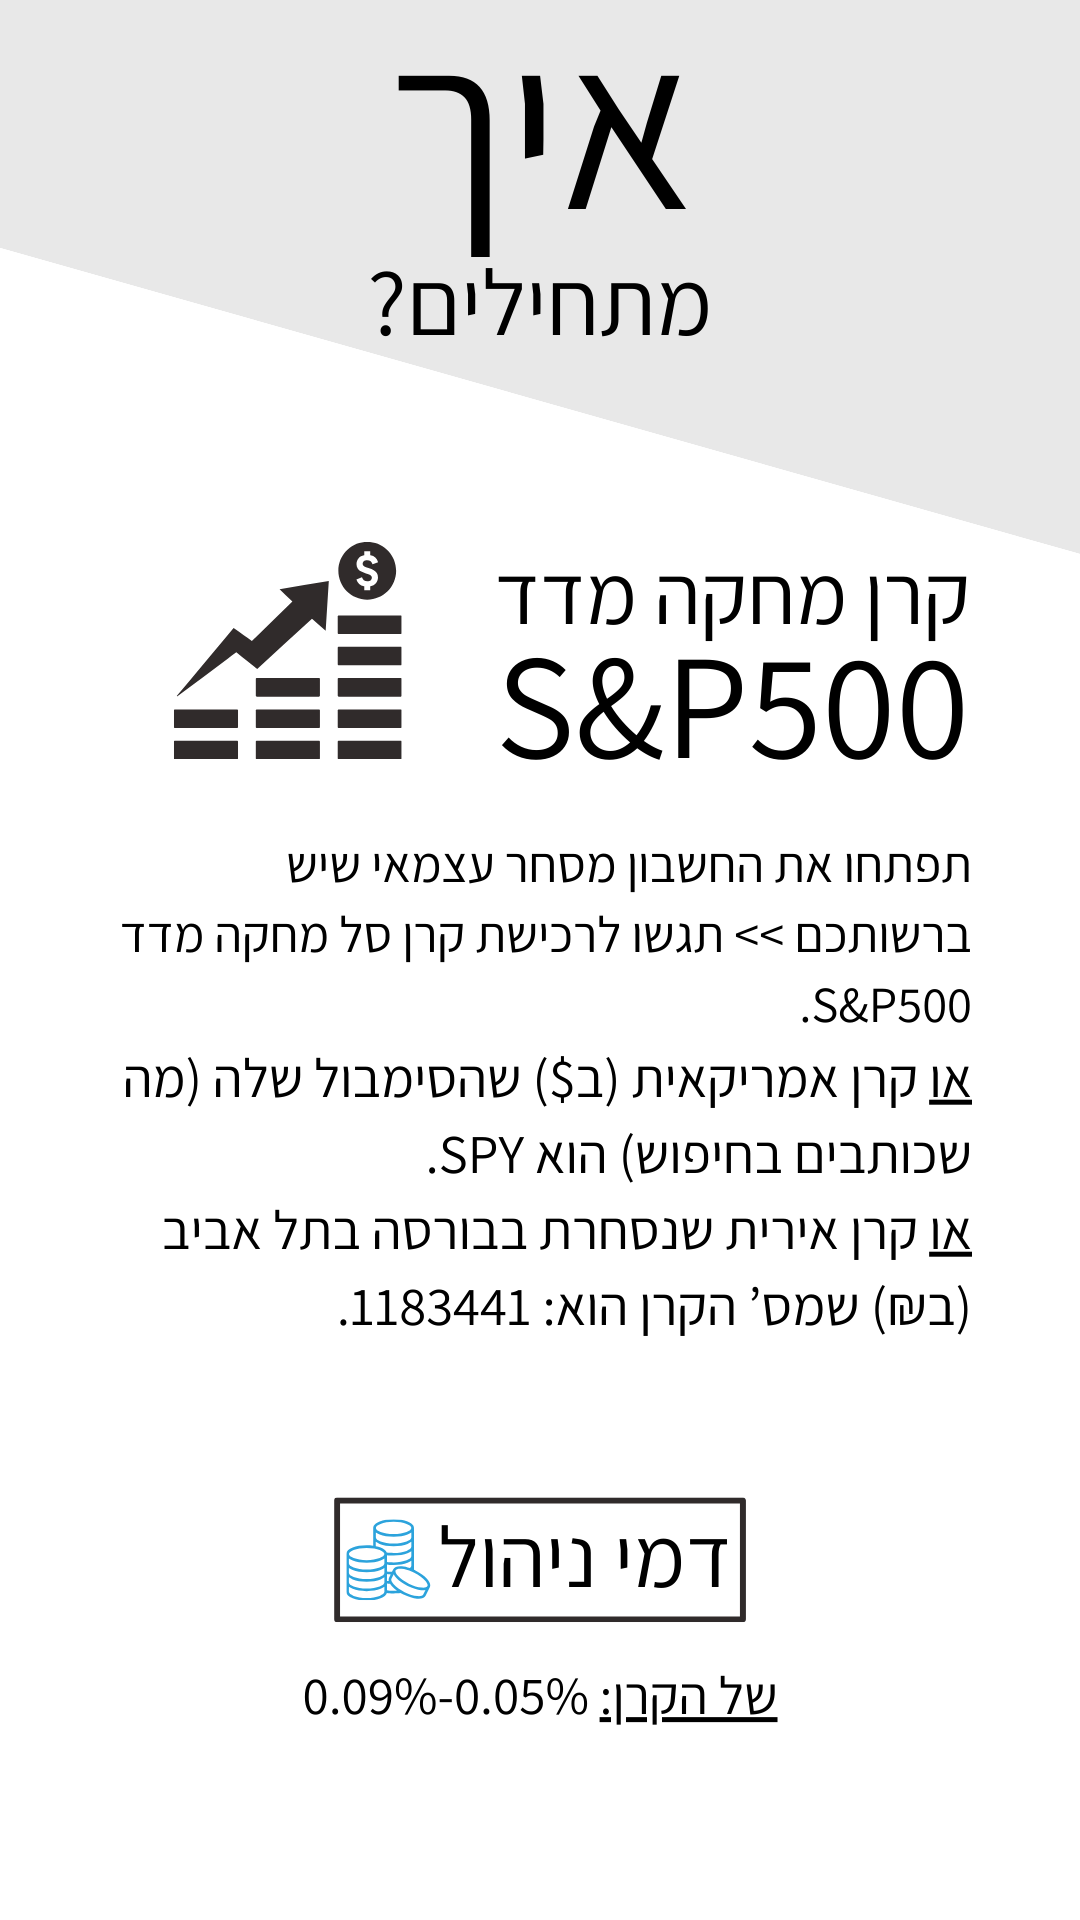 איך
מתחילים?
$
קרן מחקה מדד
S&P500
תפתחו את החשבון מסחר עצמאי שיש
ברשותכם >> תגשו לרכישת קרן סל מחקה מדד
S&P500.
או קרן אמריקאית (ב$) שהסימבול שלה (מה
שכותבים בחיפוש) הוא SPY.
או קרן אירית שנסחרת בבורסה בתל אביב
(ב₪) שמס’ הקרן הוא: 1183441.
דמי ניהול
של הקרן: 0.09%-0.05%